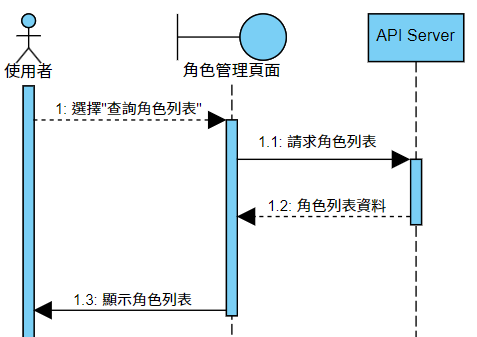 API Server
使用者
角色管理頁面
1: 選擇"查詢角色列表"
1.1: 請求角色列表
1.2: 角色列表資料
1.3: 顯示角色列表